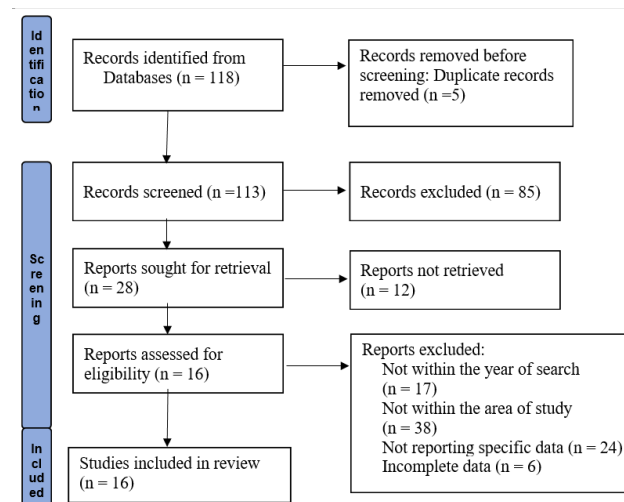 Id
en
tifi
ca
tio
n
Records identified from
Databases (n = 118)
Records removed before
screening: Duplicate records
removed (n =5)
Records screened (n =113)
Records excluded (n = 85)
Sc
re
en
in
g
Reports sought for retrieval
(n = 28)
Reports not retrieved
(n = 12)
Reports assessed for
eligibility (n = 16)
Reports excluded:
Not within the year of search
(n = 17)
Not within the area of study
(n = 38)
Not reporting specific data (n = 24)
Incomplete data (n = 6)
In
cl
ud
ed
Studies included in review
(n = 16)